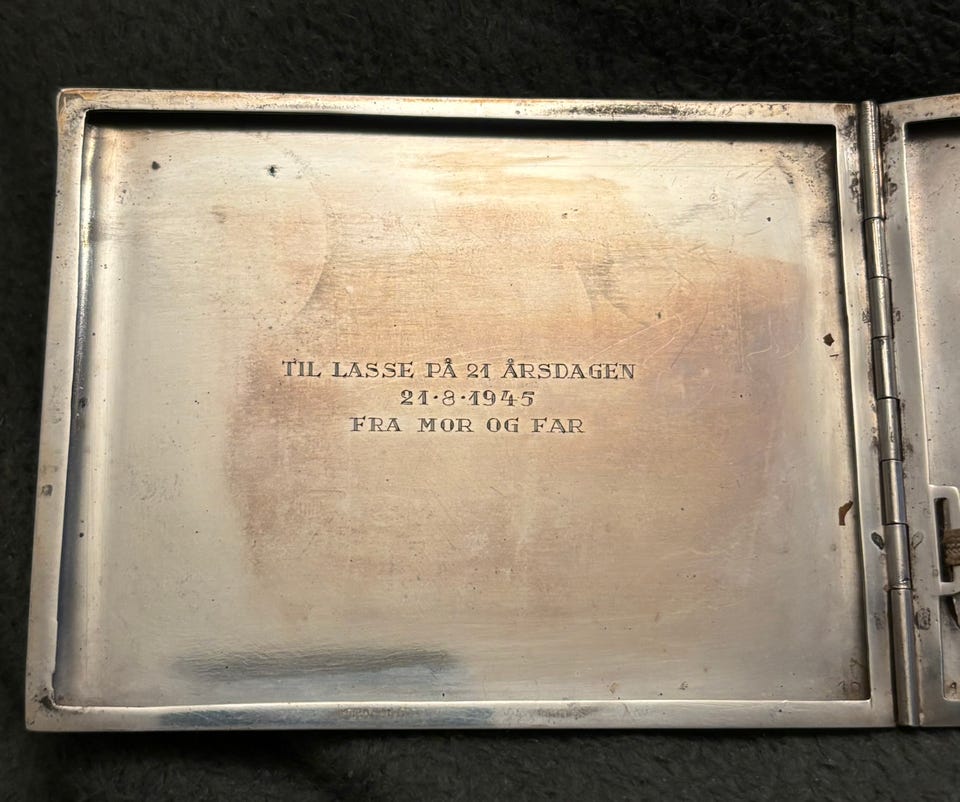 TIL LASSE PÅ 21 ÅRSDAGEN
21·8·1945
FRA MOR OG FAR